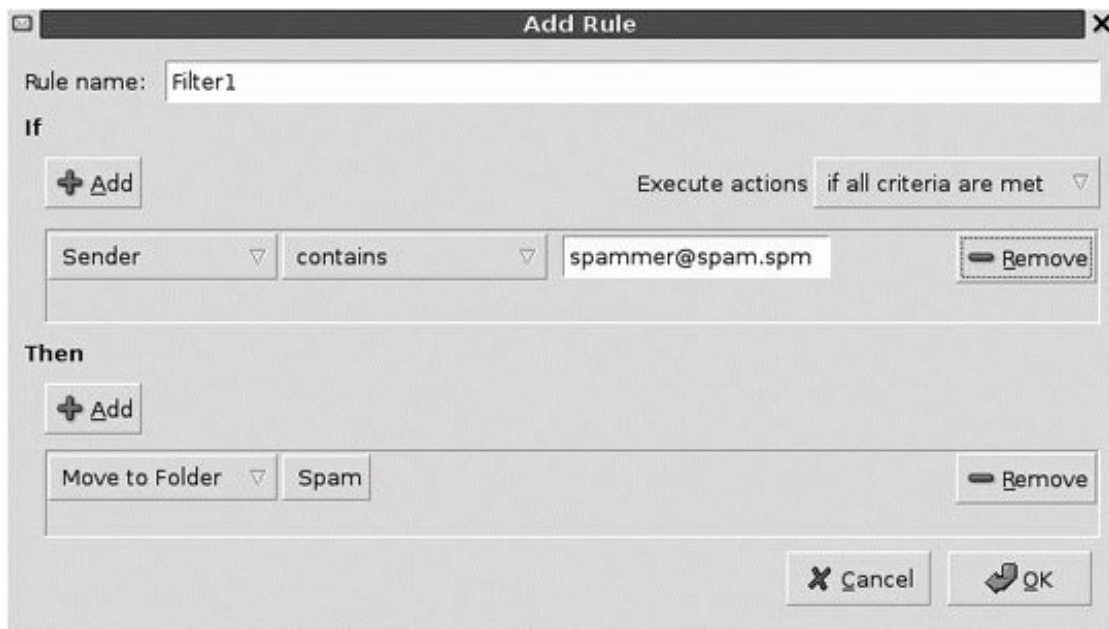 Add Rule
Rule name: Filter1
If
Add Execute actions if all criteria are met
Sender contains spammer@spam.spm Remove
Then
Add
Move to Folder Spam Remove
Cancel OK